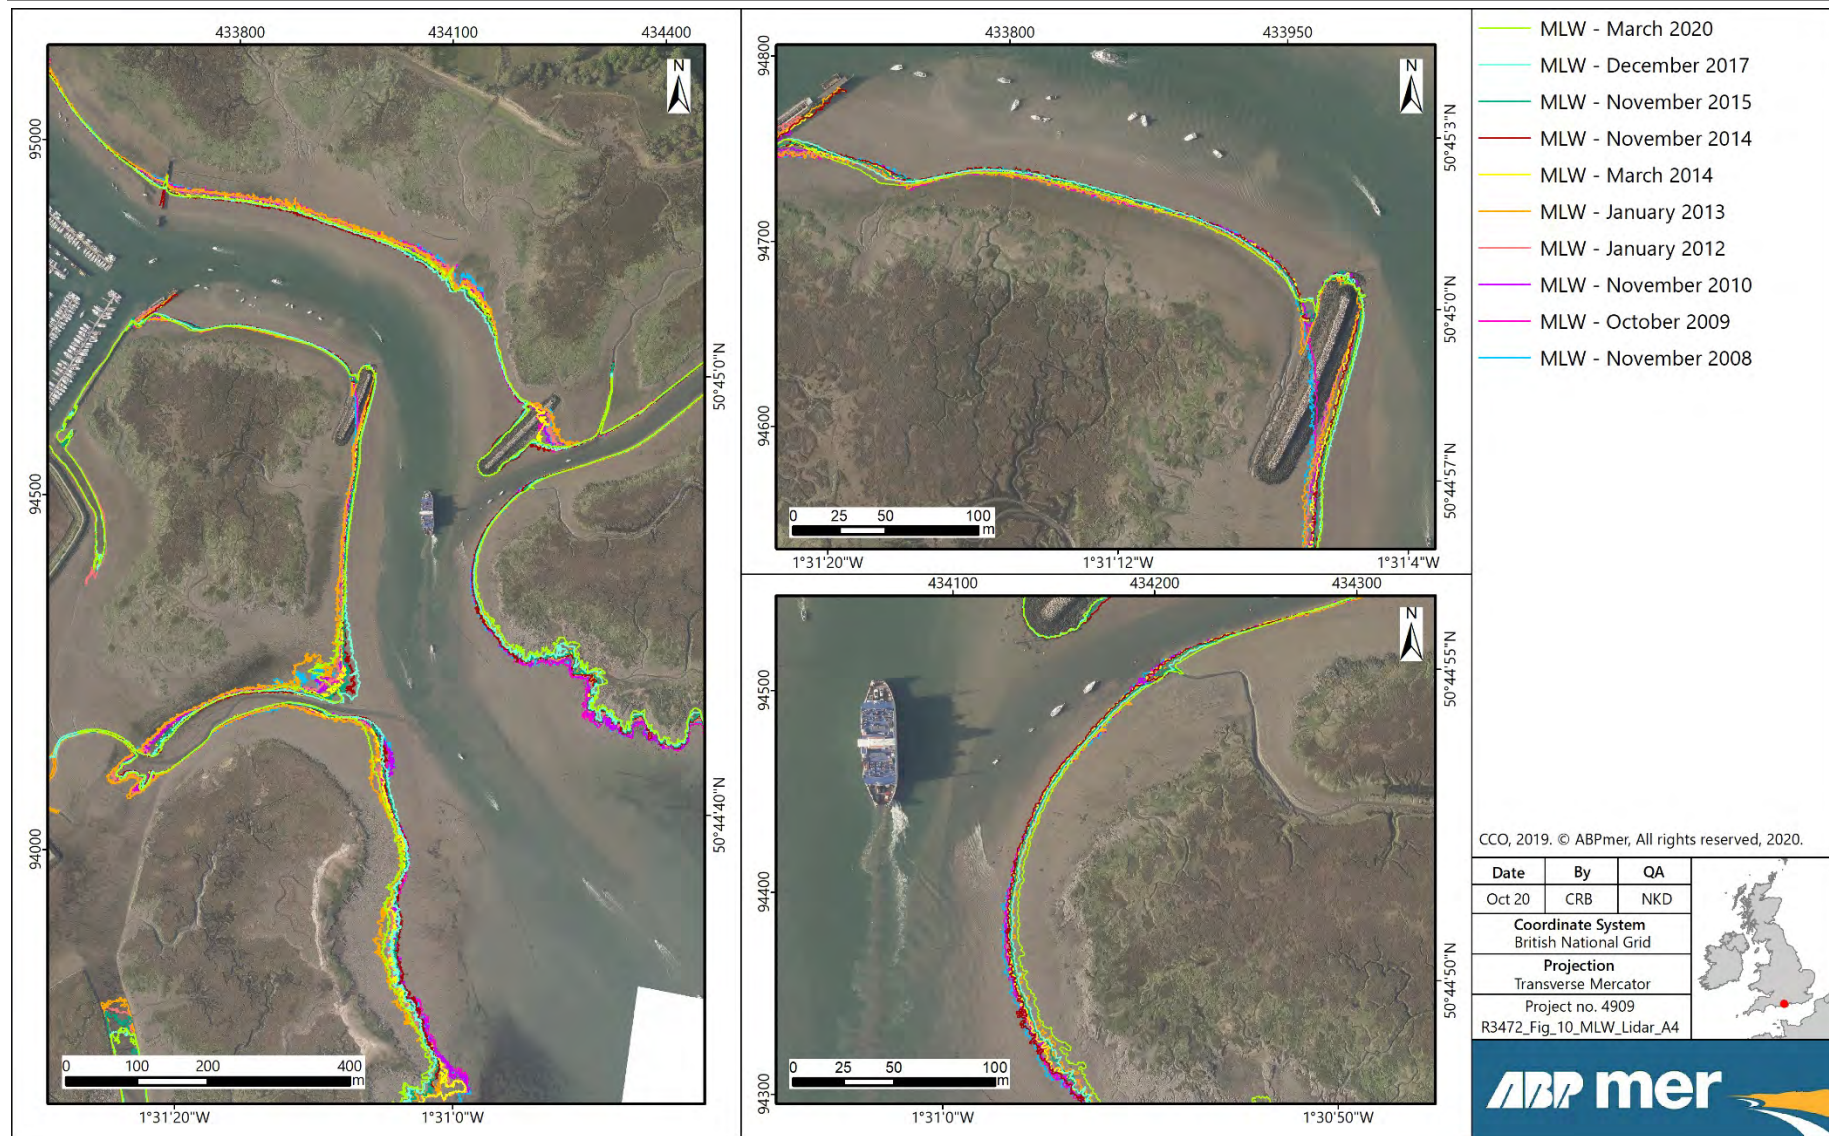 433800 434100 434400
N
95000
94500
94000
50°45'0"N
50°44'40"N
0 100 200 400
m
1°31'20"W 1°31'0"W
433800 433950
N
94800
94700
94600
50°45'3"N
50°45'0"N
50°44'57"N
0 25 50 100
m
1°31'20"W 1°31'12"W 1°31'4"W
434100 434200 434300
N
94500
94400
94300
50°44'55"N
50°44'50"N
0 25 50 100
m
1°31'0"W 1°30'50"W
MLW - March 2020
MLW - December 2017
MLW - November 2015
MLW - November 2014
MLW - March 2014
MLW - January 2013
MLW - January 2012
MLW - November 2010
MLW - October 2009
MLW - November 2008
CCO, 2019. © ABPmer, All rights reserved, 2020.
Date By QA
Oct 20 CRB NKD
Coordinate System
British National Grid
Projection
Transverse Mercator
Project no. 4909
R3472_Fig_10_MLW_Lidar_A4
ABP mer